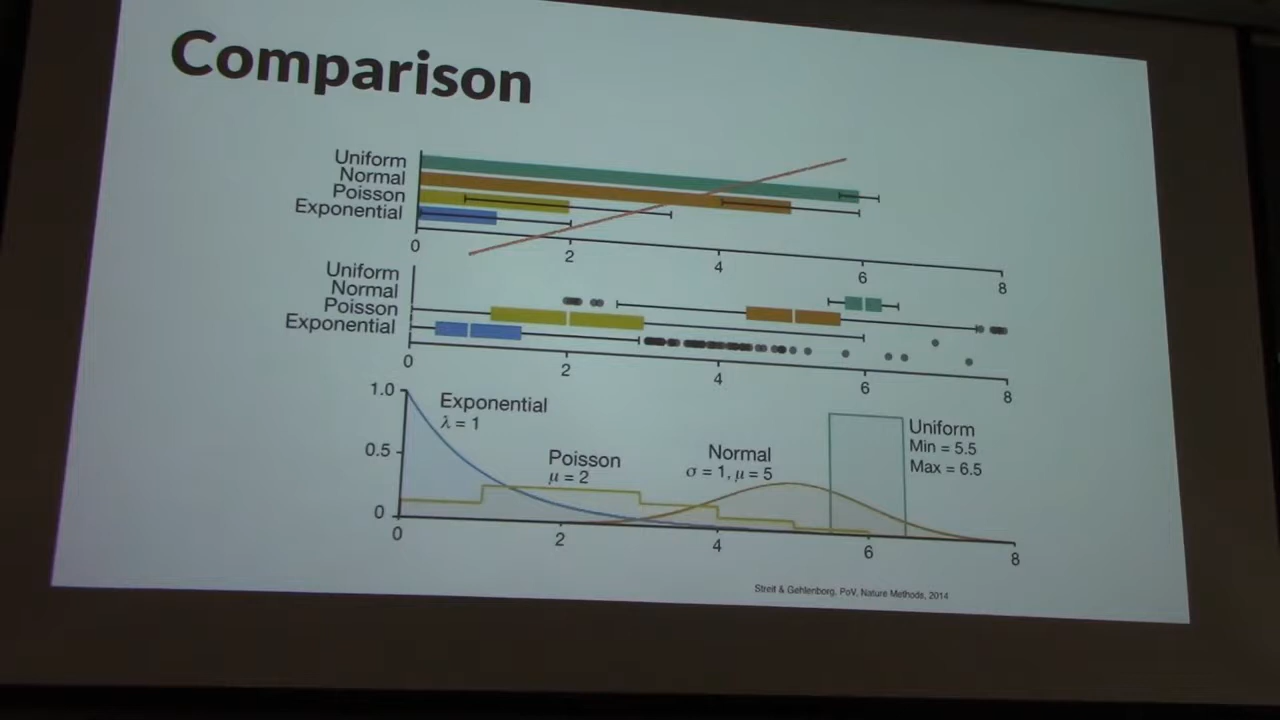 Comparison
Uniform
Normal
Poisson
Exponential
0 2 4 6 8
Uniform
Normal
Poisson
Exponential
0 2 4 6 8
1.0
0.5
0
Exponential
λ = 1
Poisson
μ = 2
Normal
σ = 1, μ = 5
Uniform
Min = 5.5
Max = 6.5
0 2 4 6 8
Streit & Gehlenborg, PoV, Nature Methods, 2014